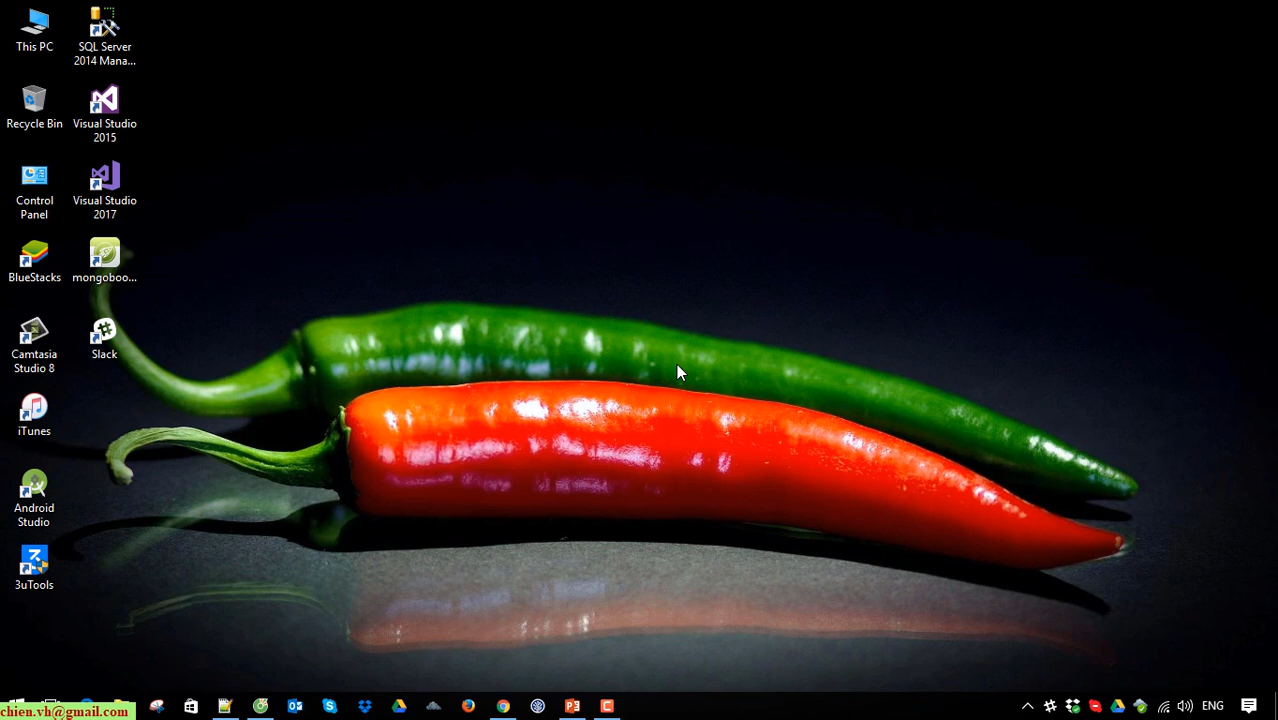 This PC
SQL Server
2014 Mana...
Recycle Bin
Visual Studio
2015
Control
Panel
Visual Studio
2017
BlueStacks
mongoboo...
Camtasia
Studio 8
Slack
iTunes
Android
Studio
3uTools
chien.vh@gmail.com
ENG